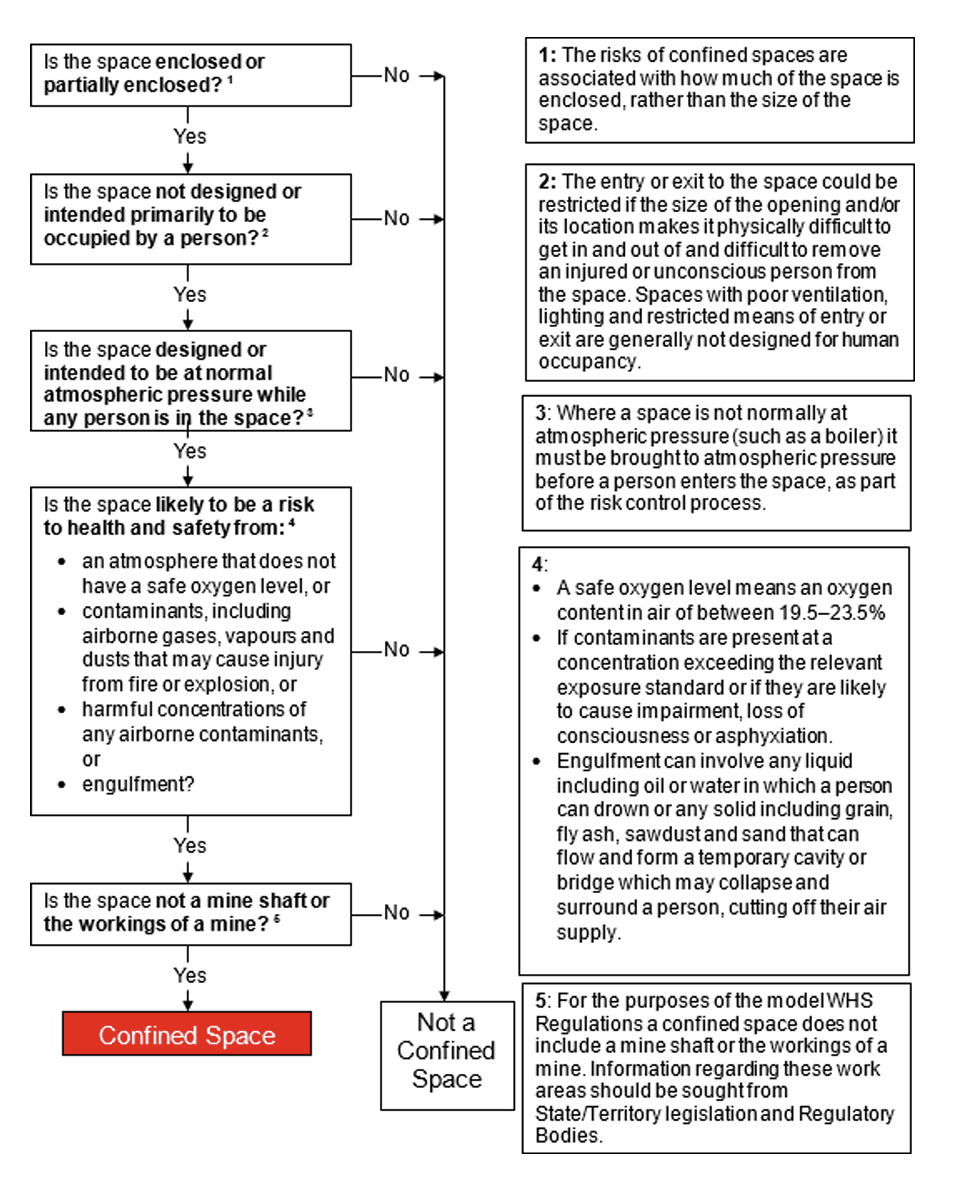 Is the space enclosed or
partially enclosed? 1
No
Yes
Is the space not designed or
intended primarily to be
occupied by a person? 2
No
Yes
Is the space designed or
intended to be at normal
atmospheric pressure while
any person is in the space? 3
No
Yes
Is the space likely to be a risk
to health and safety from: 4
• an atmosphere that does not
have a safe oxygen level, or
• contaminants, including
airborne gases, vapours and
dusts that may cause injury
from fire or explosion, or
• harmful concentrations of
any airborne contaminants,
or
• engulfment?
No
Yes
Is the space not a mine shaft or
the workings of a mine? 5
No
Yes
Confined Space
Not a
Confined
Space
1: The risks of confined spaces are
associated with how much of the space is
enclosed, rather than the size of the
space.
2: The entry or exit to the space could be
restricted if the size of the opening and/or
its location makes it physically difficult to
get in and out of and difficult to remove
an injured or unconscious person from
the space. Spaces with poor ventilation,
lighting and restricted means of entry or
exit are generally not designed for human
occupancy.
3: Where a space is not normally at
atmospheric pressure (such as a boiler) it
must be brought to atmospheric pressure
before a person enters the space, as part
of the risk control process.
4:
• A safe oxygen level means an oxygen
content in air of between 19.5–23.5%
• If contaminants are present at a
concentration exceeding the relevant
exposure standard or if they are likely
to cause impairment, loss of
consciousness or asphyxiation.
• Engulfment can involve any liquid
including oil or water in which a person
can drown or any solid including grain,
fly ash, sawdust and sand that can
flow and form a temporary cavity or
bridge which may collapse and
surround a person, cutting off their air
supply.
5: For the purposes of the model WHS
Regulations a confined space does not
include a mine shaft or the workings of a
mine. Information regarding these work
areas should be sought from
State/Territory legislation and Regulatory
Bodies.